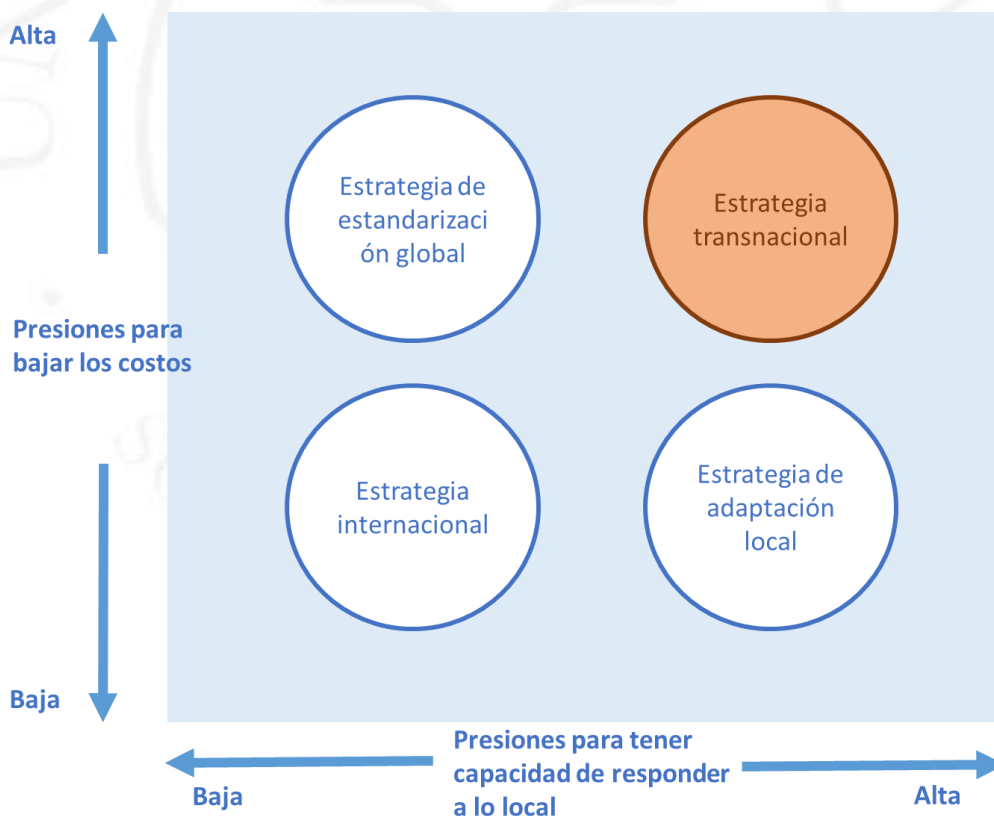 Alta
Estrategia de
estandarizaci
ón global
Estrategia
transnacional
Presiones para
bajar los costos
Estrategia
internacional
Estrategia de
adaptación
local
Baja
Presiones para tener
capacidad de responder
a lo local
Baja
Alta